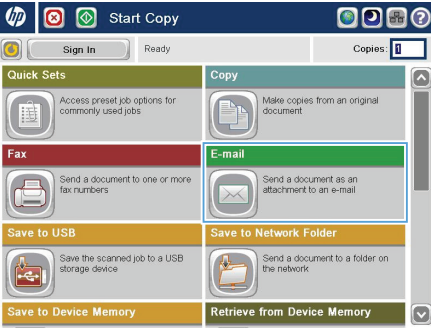 hp Start Copy
Sign In Ready Copies: 1
Quick Sets
Access preset job options for
commonly used jobs
Copy
Make copies from an original
document
Fax
Send a document to one or more
fax numbers
E-mail
Send a document as an
attachment to an e-mail
Save to USB
Save the scanned job to a USB
storage device
Save to Network Folder
Send a document to a folder on
the network
Save to Device Memory
Retrieve from Device Memory